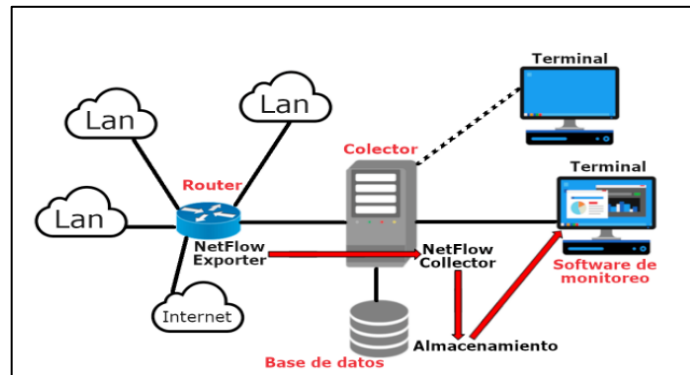 Terminal
Lan
Lan
Colector
Terminal
Router
Lan
NetFlow
Exporter
NetFlow
Collector
Software de
monitoreo
Internet
Almacenamiento
Base de datos